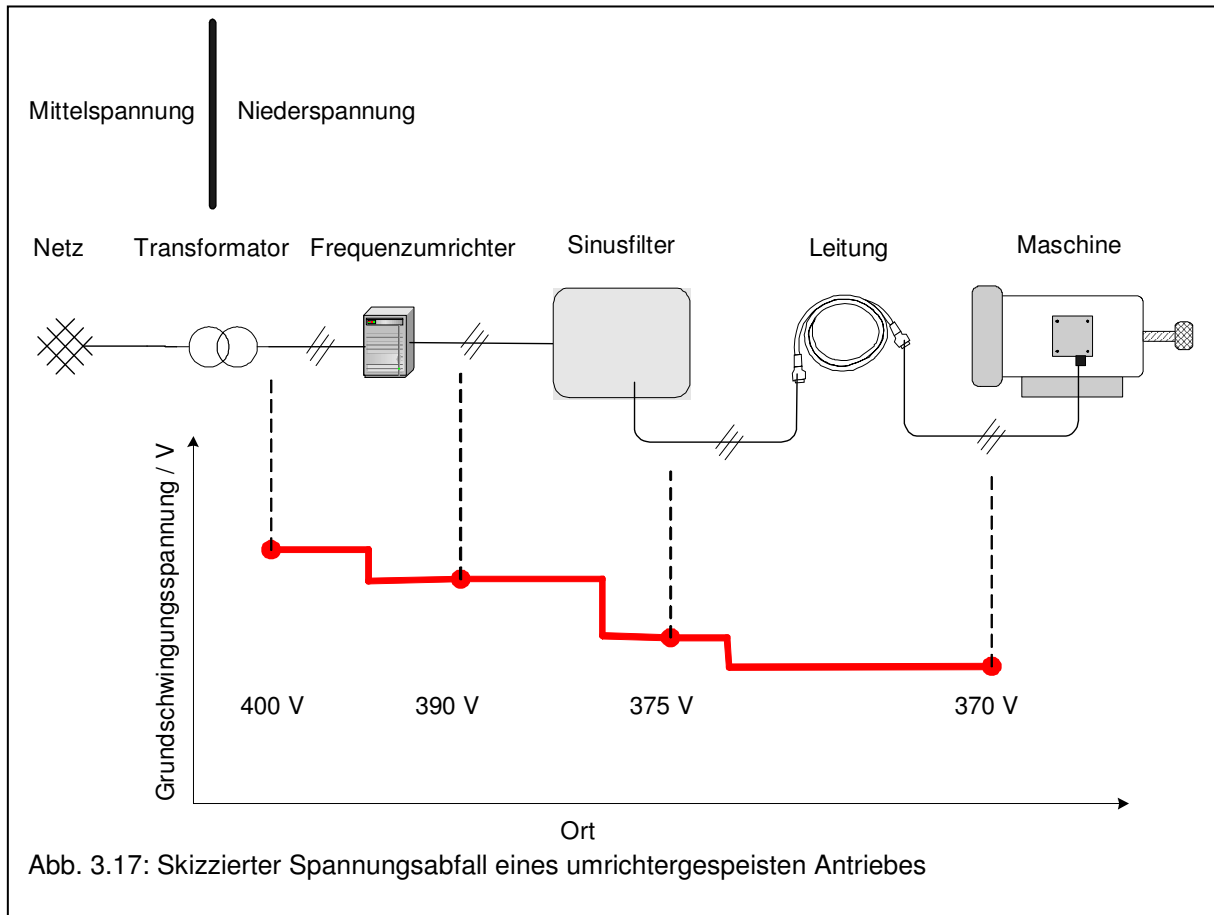 Mittelspannung Niederspannung
Netz Transformator Frequenzumrichter Sinusfilter Leitung Maschine
Grundschwingungsspannung / V
400 V 390 V 375 V 370 V
Ort
Abb. 3.17: Skizzierter Spannungsabfall eines umrichtergespeisten Antriebes